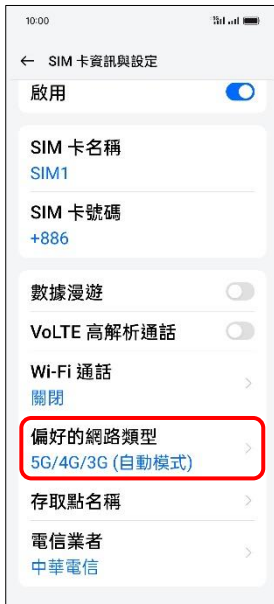 10:00
← SIM 卡資訊與設定
啟用
SIM 卡名稱
SIM1
SIM 卡號碼
+886
數據漫遊
VoLTE 高解析通話
Wi-Fi 通話
關閉
偏好的網路類型
5G/4G/3G (自動模式)
存取點名稱
電信業者
中華電信